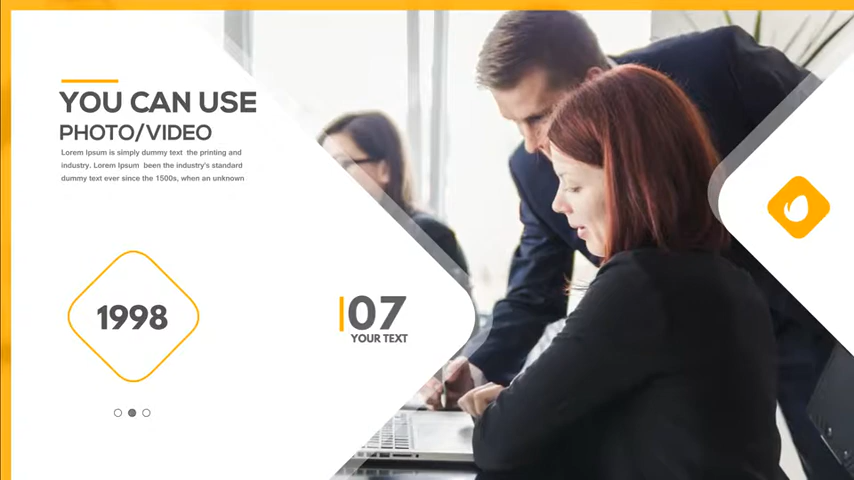 YOU CAN USE
PHOTO/VIDEO
Lorem Ipsum is simply dummy text the printing and
industry. Lorem Ipsum been the industry's standard
dummy text ever since the 1500s, when an unknown
1998
07
YOUR TEXT